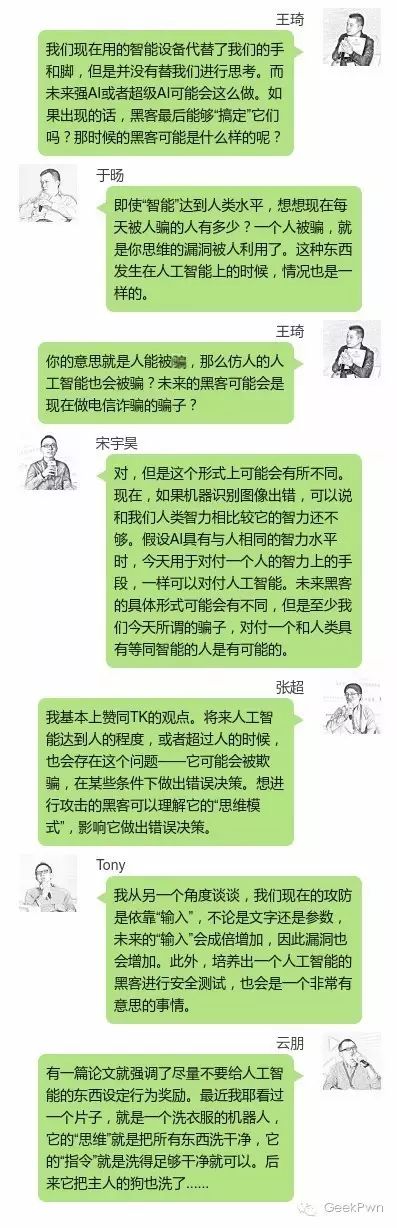 王琦
我们现在用的智能设备代替了我们的手
和脚，但是并没有替我们进行思考。而
未来强AI或者超级AI可能会这么做。如
果出现的话，黑客最后能够“搞定”它们
吗？那时候的黑客可能是什么样的呢？
于旸
即使“智能”达到人类水平，想想现在每
天被人骗的人有多少？一个人被骗，就
是你思维的漏洞被人利用了。这种东西
发生在人工智能上的时候，情况也是一
样的。
王琦
你的意思就是人能被骗，那么仿人的人
工智能也会被骗？未来的黑客可能会是
现在做电信诈骗的骗子？
宋宇昊
对，但是这个形式上可能会有所不同。
现在，如果机器识别图像出错，可以说
和我们人类智力相比较它的智力还不
够。假设AI具有与人相同的智力水平
时，今天用于对付一个人的智力上的手
段，一样可以对付人工智能。未来黑客
的具体形式可能会有不同，但是至少我
们今天所谓的骗子，对付一个和人类具
有等同智能的人是有可能的。
张超
我基本上赞同TK的观点。将来人工智
能达到人的程度，或者超过人的时候，
也会存在这个问题——它可能会被欺
骗，在某些条件下做出错误决策。想进
行攻击的黑客可以理解它的“思维模
式”，影响它做出错误决策。
Tony
我从另一个角度谈谈，我们现在的攻防
是依靠“输入”，不论是文字还是参数，
未来的“输入”会成倍增加，因此漏洞也
会增加。此外，培养出一个人工智能的
黑客进行安全测试，也会是一个非常有
意思的事情。
云朋
有一篇论文就强调了尽量不要给人工智
能的东西设定行为奖励。最近我耶看过
一个片子，就是一个洗衣服的机器人，
它的“思维”就是把所有东西洗干净，它
的“指令”就是洗得足够干净就可以。后
来它把主人的狗也洗了......
GeekPwn